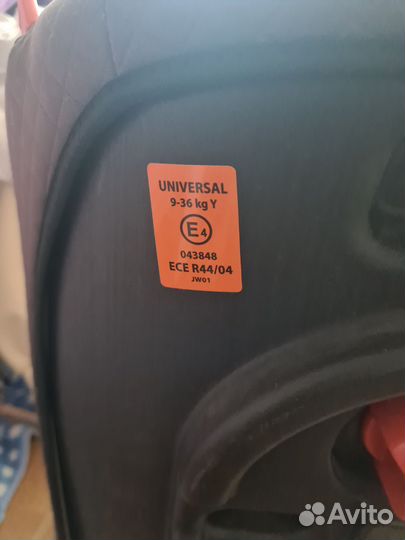 UNIVERSAL
9-36 kg Y
E4
043848
ECE R44/04
JW01
Avito